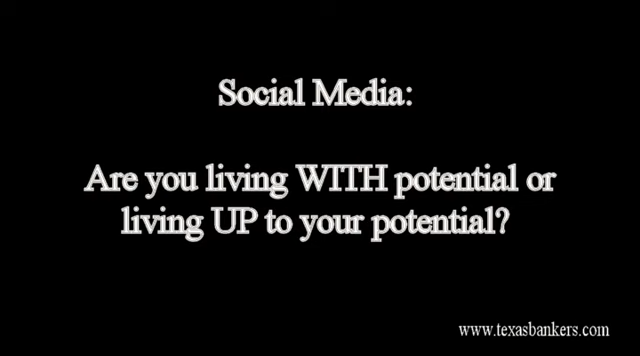 Social Media:
Are you living WITH potential or
living UP to your potential?
www.texasbankers.com